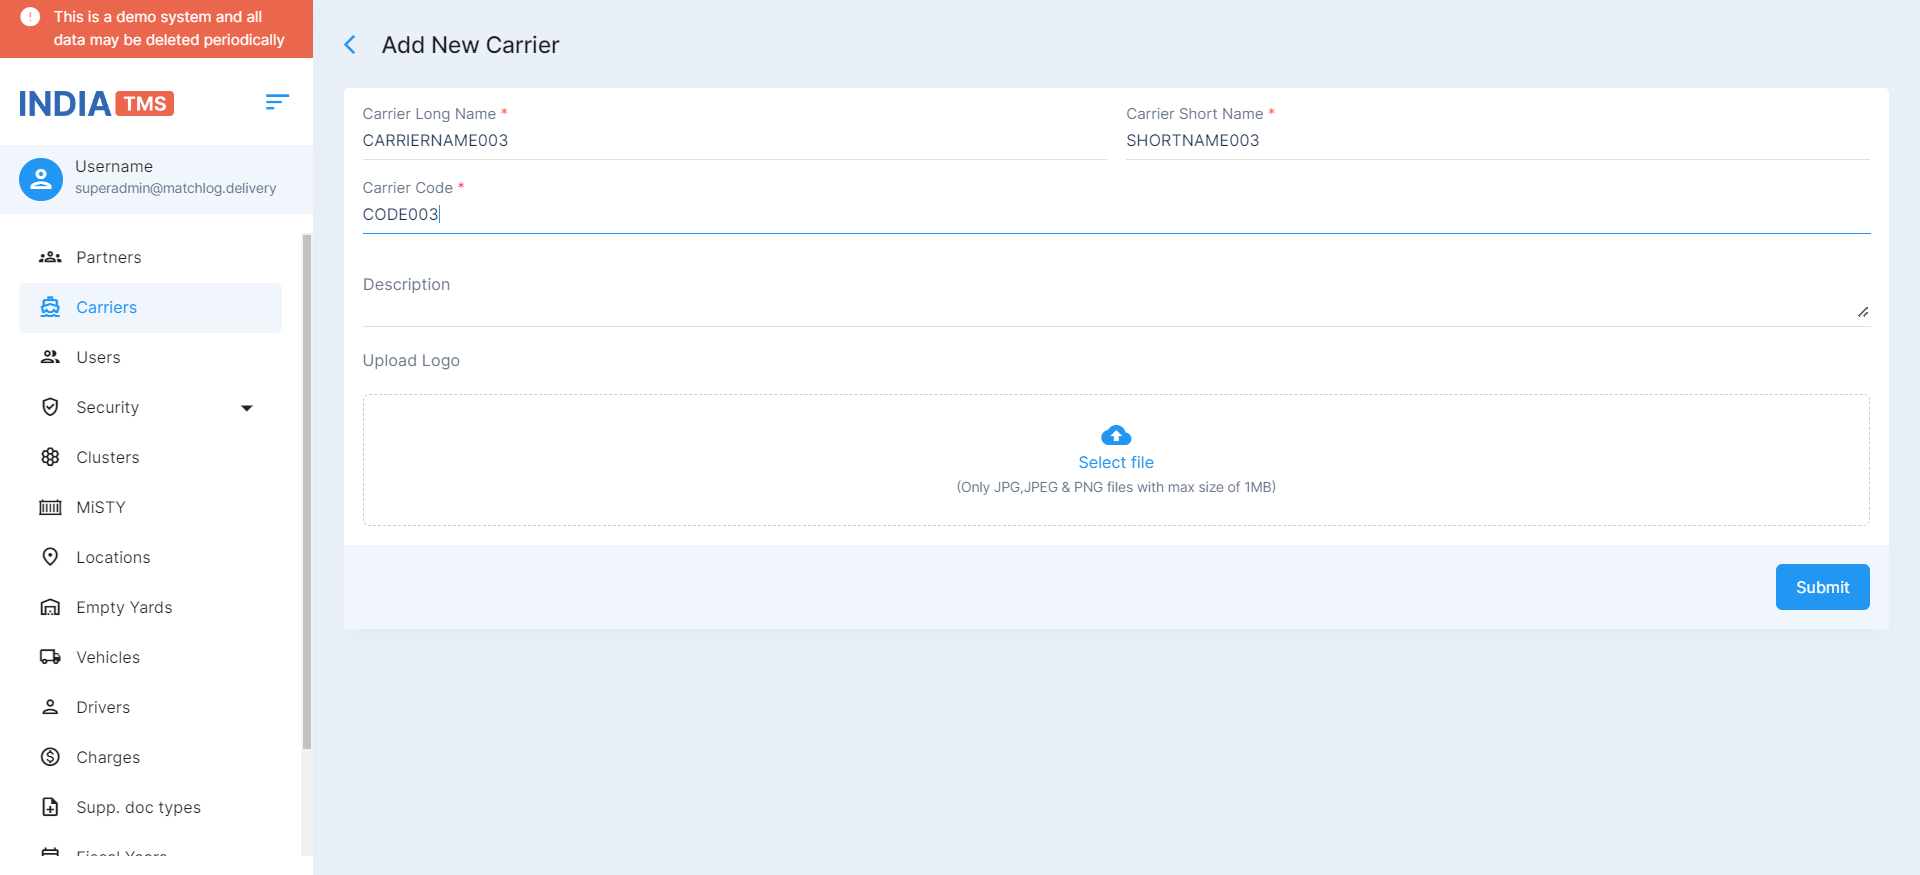 This is a demo system and all
data may be deleted periodically
INDIA TMS
Username
superadmin@matchlog.delivery
Partners
Carriers
Users
Security
Clusters
MiSTY
Locations
Empty Yards
Vehicles
Drivers
Charges
Supp. doc types
Fiscal Years
Add New Carrier
Carrier Long Name *
CARRIERNAME003
Carrier Short Name *
SHORTNAME003
Carrier Code *
CODE003
Description
Upload Logo
Select file
(Only JPG,JPEG & PNG files with max size of 1MB)
Submit